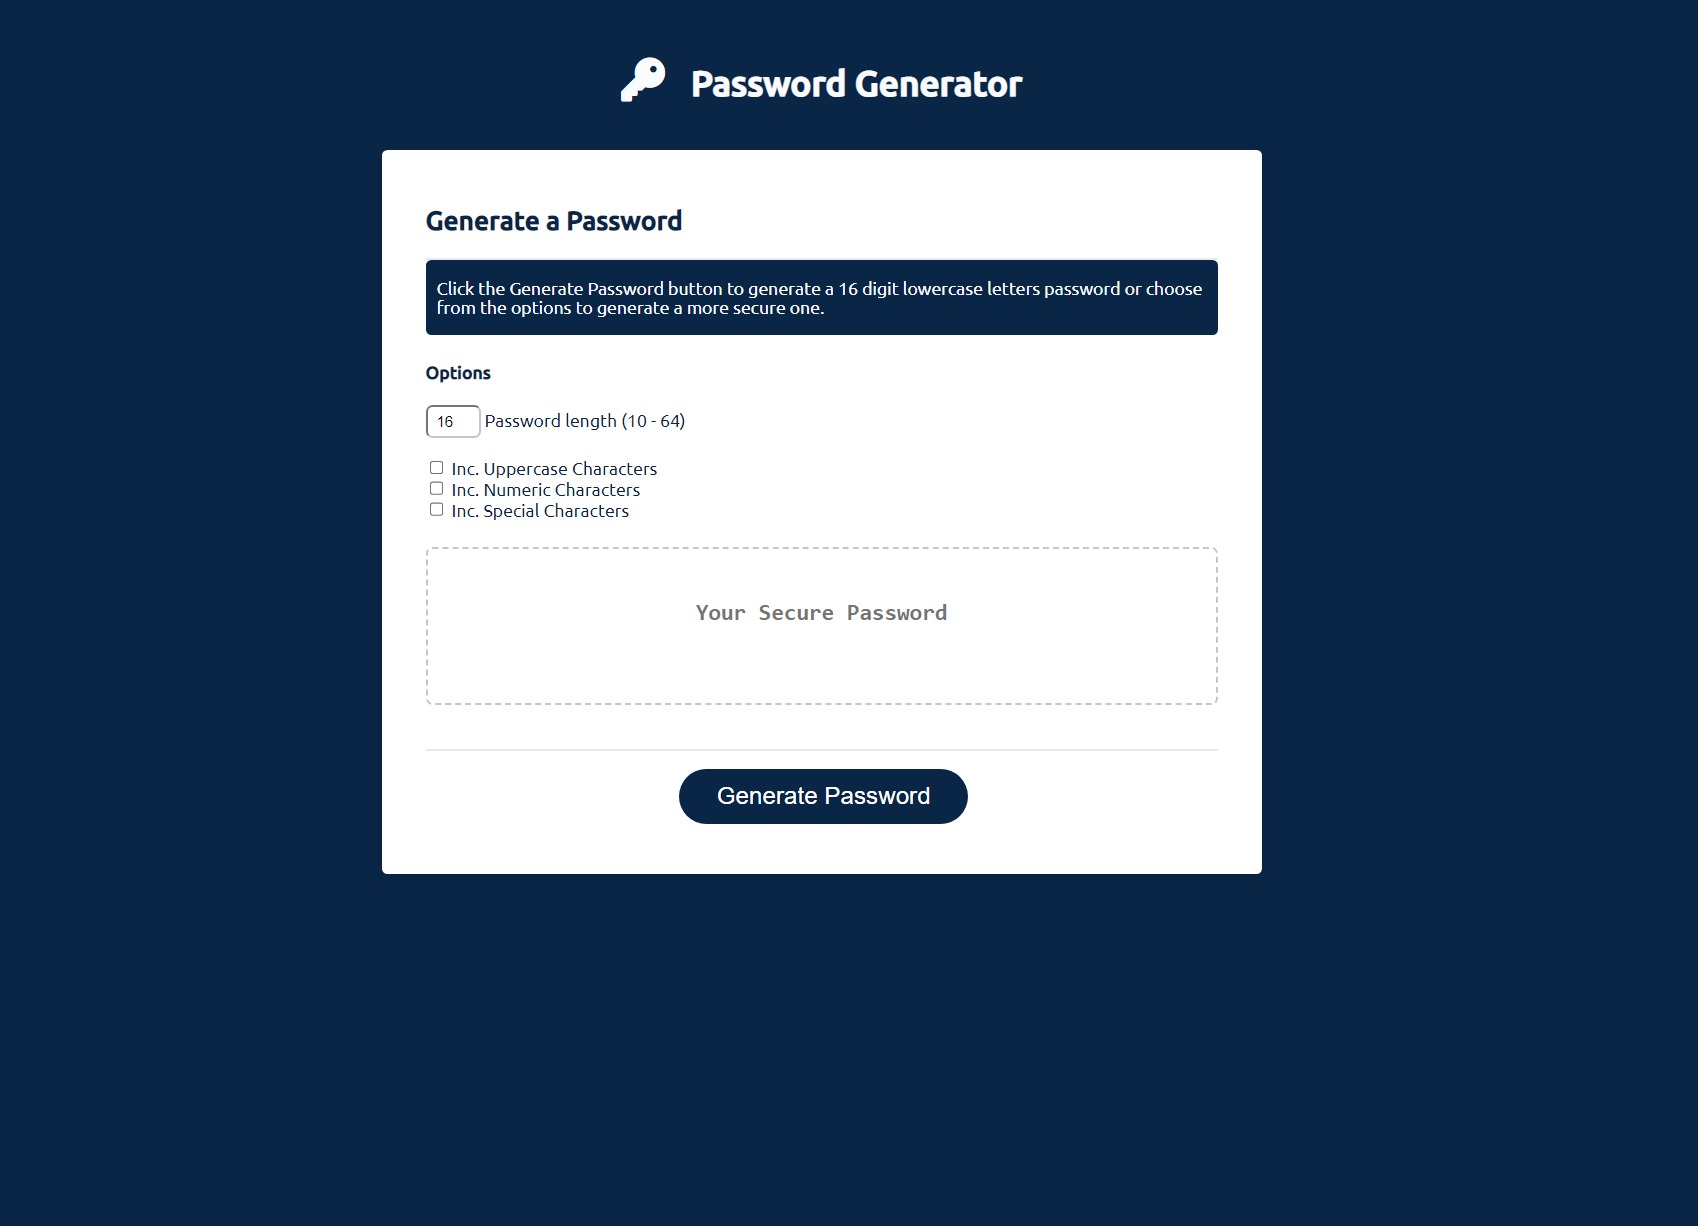 Password Generator
Generate a Password
Click the Generate Password button to generate a 16 digit lowercase letters password or choose
from the options to generate a more secure one.
Options
16 Password length (10 - 64)
Inc. Uppercase Characters
Inc. Numeric Characters
Inc. Special Characters
Your Secure Password
Generate Password